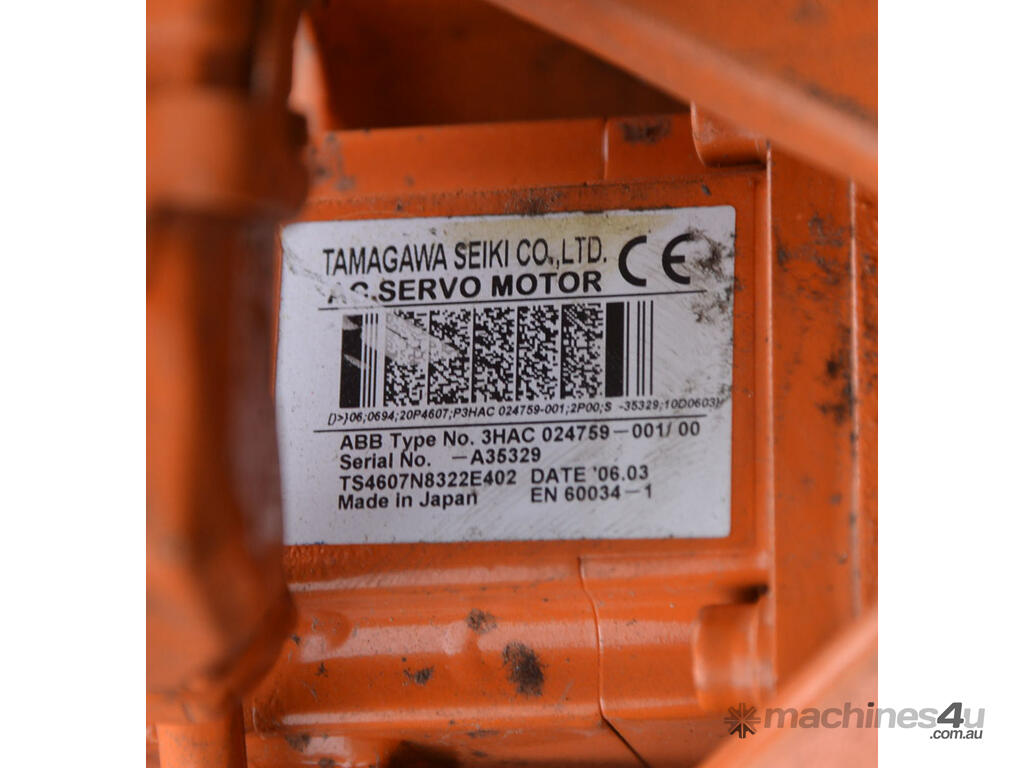 TAMAGAWA SEIKI CO.,LTD. CE
A.C.SERVO MOTOR
[)>}06;0694;20P4607;P3HAC 024759-001;2P00;S -35329;10D0603}
ABB Type No. 3HAC 024759-001/00
Serial No. -A35329
TS4607N8322E402 DATE '06.03
Made in Japan EN 60034-1
machines4u
.com.au